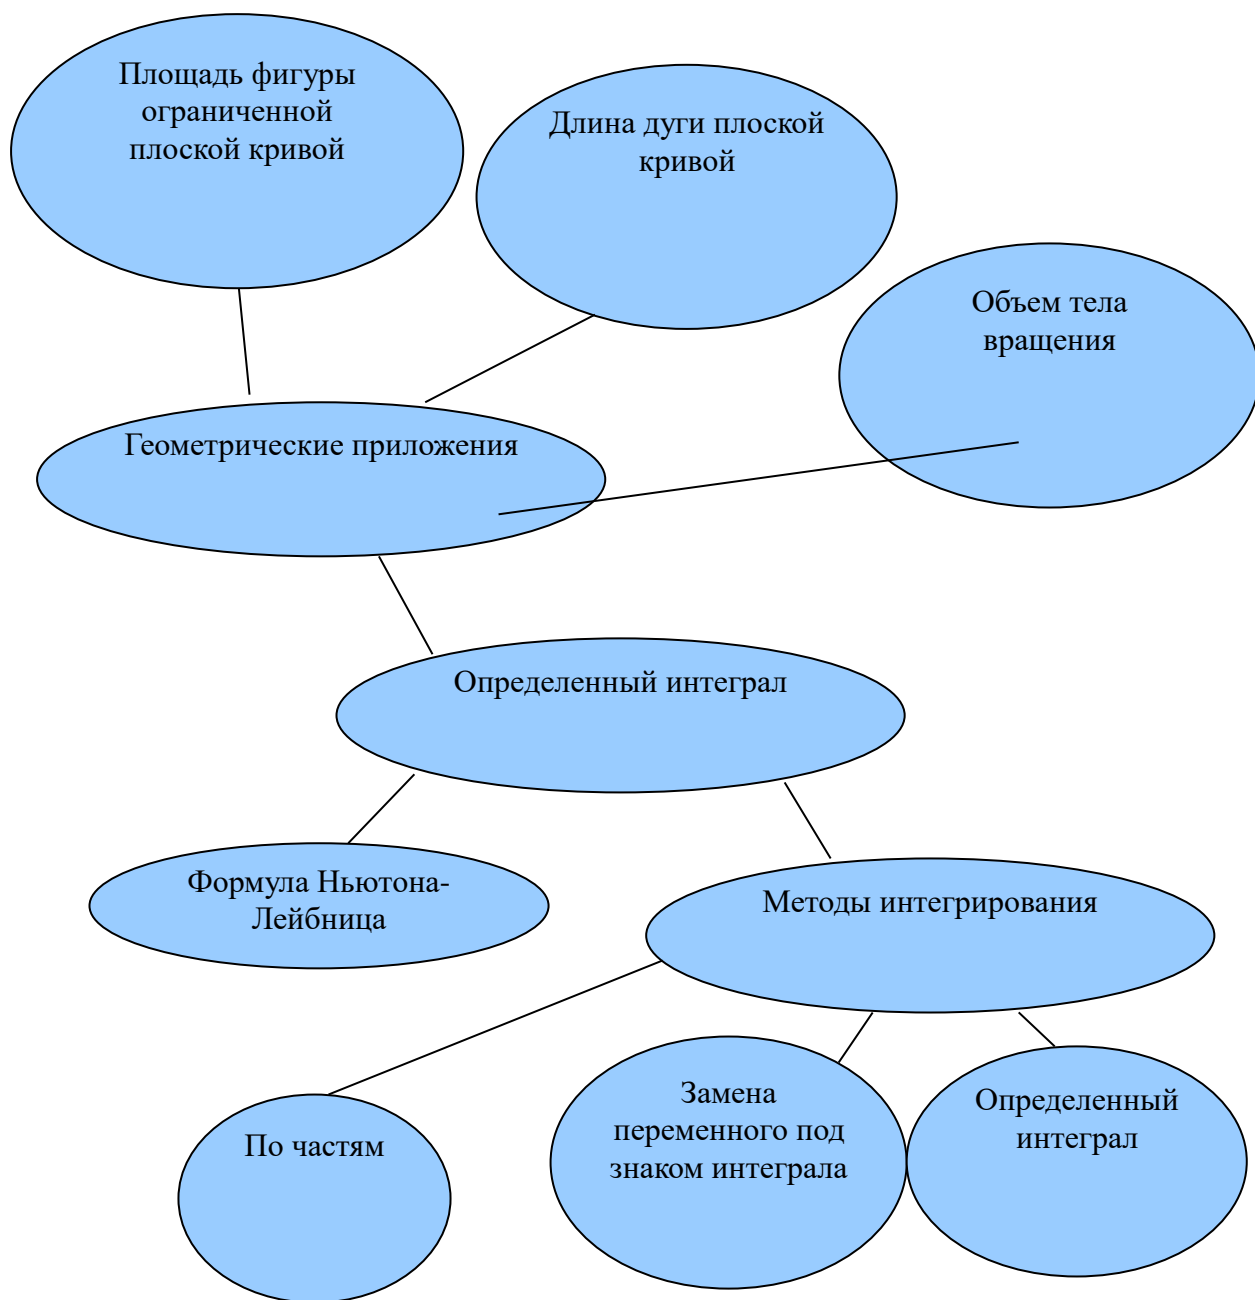 Площадь фигуры
ограниченной
плоской кривой
Длина дуги плоской
кривой
Объем тела
вращения
Геометрические приложения
Определенный интеграл
Формула Ньютона-
Лейбница
Методы интегрирования
По частям
Замена
переменного под
знаком интеграла
Определенный
интеграл